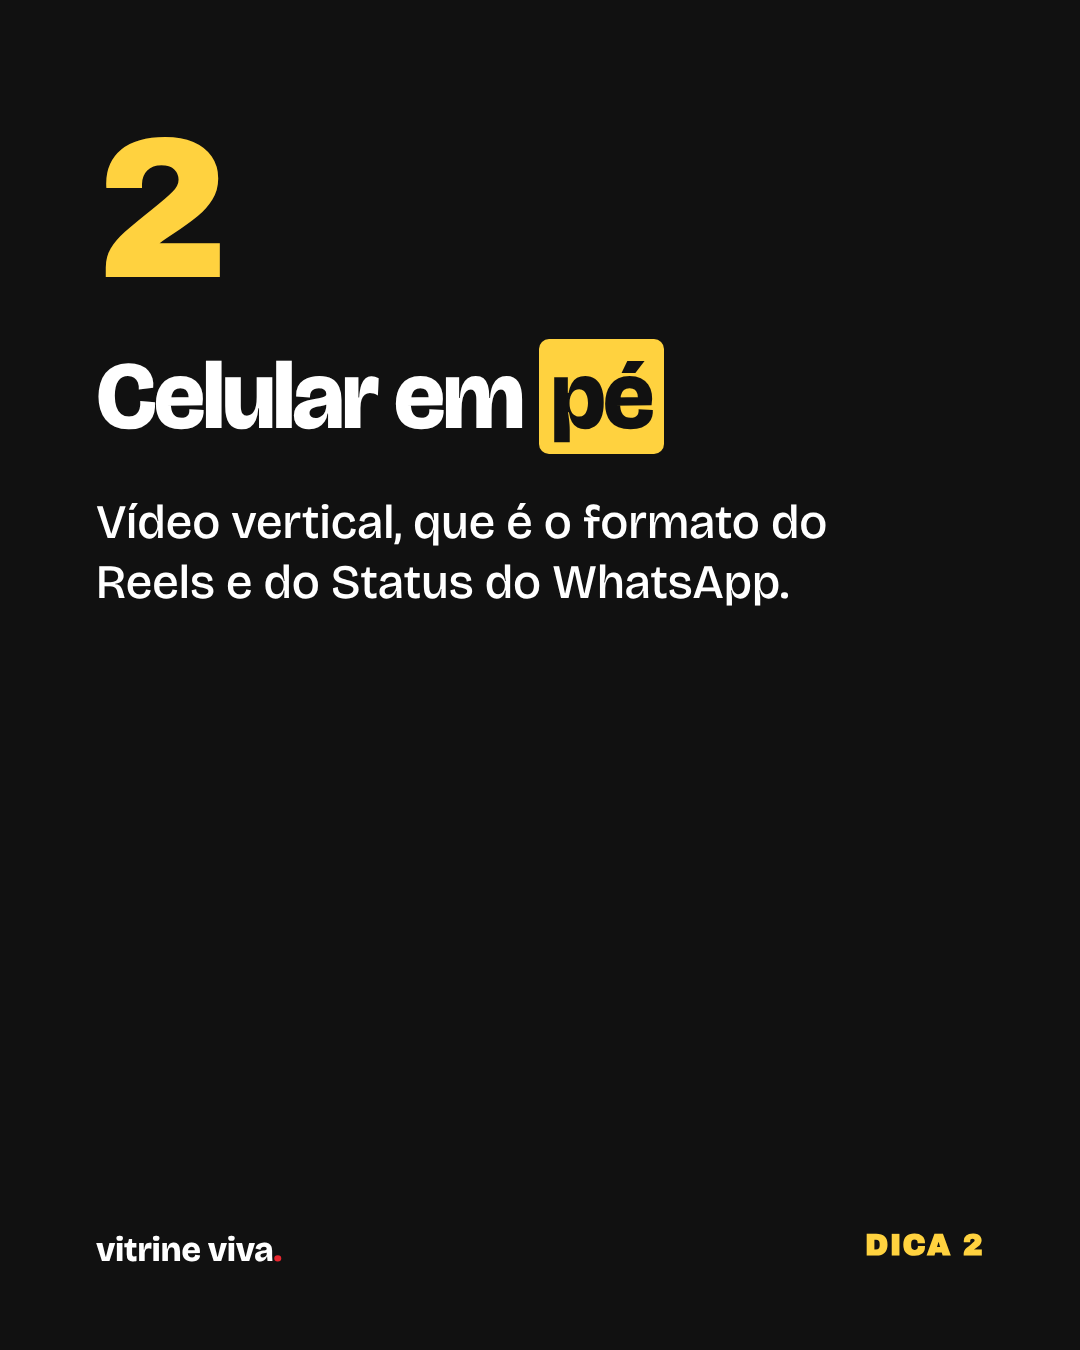 2
Celular em pé
Vídeo vertical, que é o formato do
Reels e do Status do WhatsApp.
vitrine viva.
DICA 2